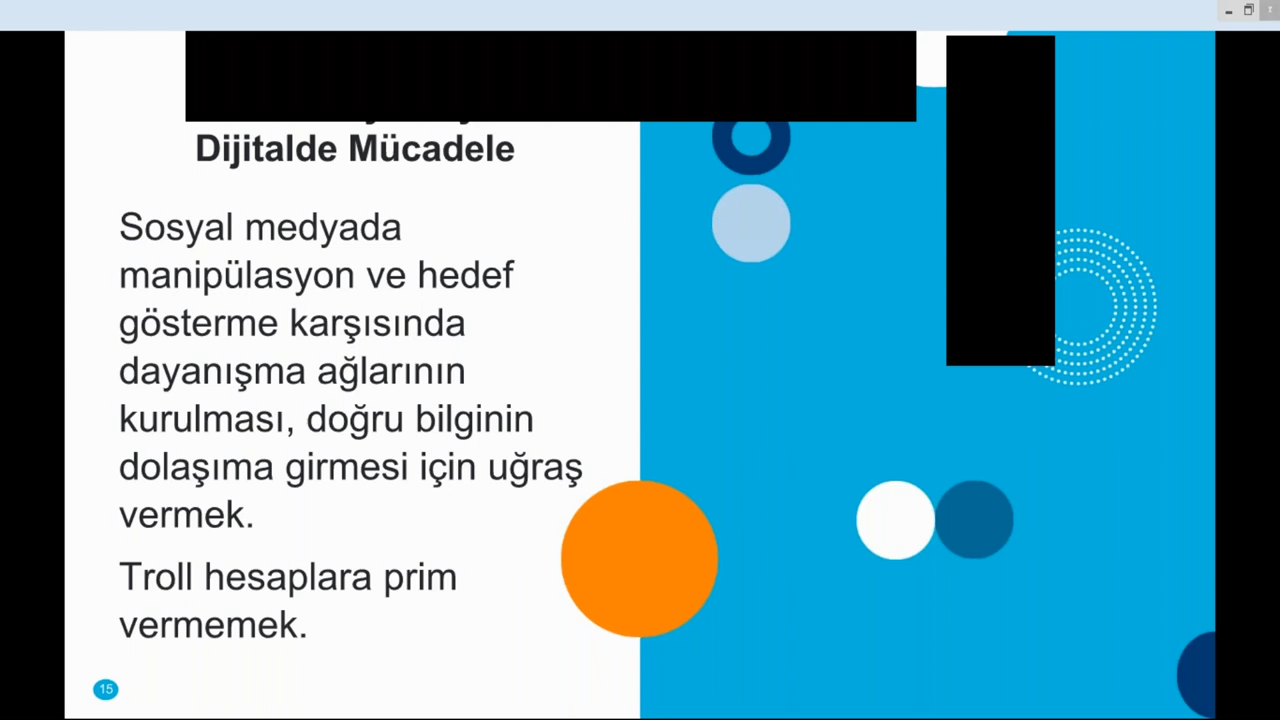 Dijitalde Mücadele
Sosyal medyada
manipülasyon ve hedef
gösterme karşısında
dayanışma ağlarının
kurulması, doğru bilginin
dolaşıma girmesi için uğraş
vermek.
Troll hesaplara prim
vermemek.
15